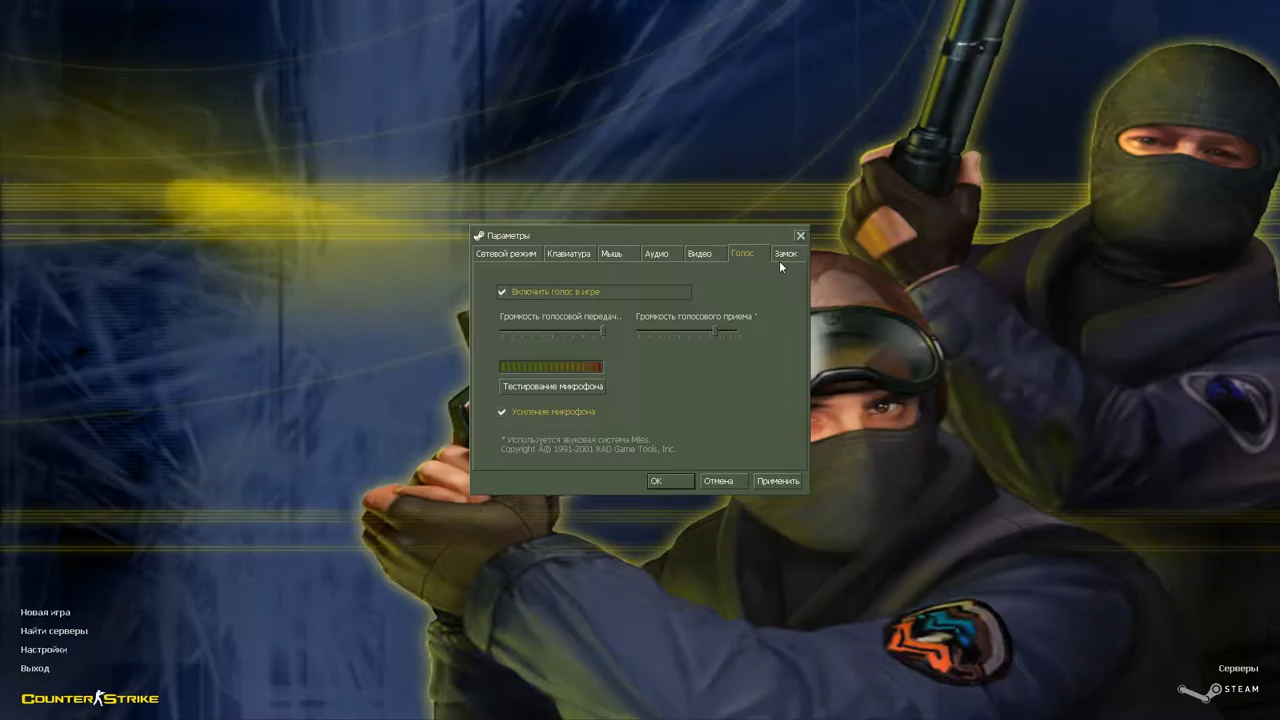 Параметры
Сетевой режим Клавиатура Мышь Аудио Видео Голос Замок
Включить голос в игре
Громкость голосовой передач.. Громкость голосового приема *
Тестирование микрофона
Усиление микрофона
* Используется звуковая система Miles.
Copyright Â© 1991-2001 RAD Game Tools, Inc.
OK Отмена Применить
Новая игра
Найти серверы
Настройки
Выход
COUNTER STRIKE
Серверы
STEAM